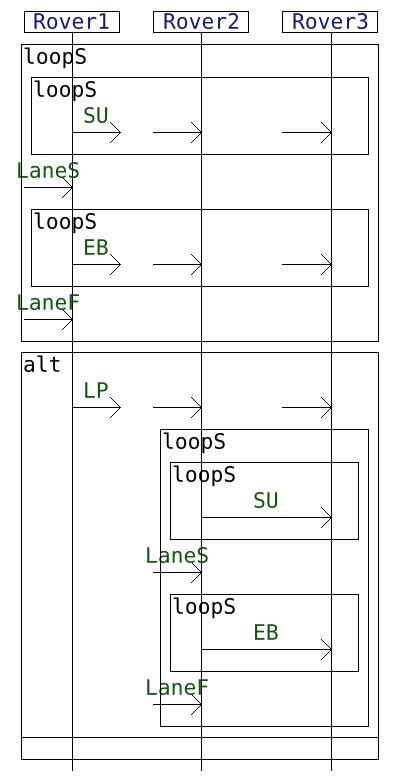 Rover1 Rover2 Rover3
loopS
loopS
SU
LaneS
loopS
EB
LaneF
alt
LP
loopS
loopS
SU
LaneS
loopS
EB
LaneF